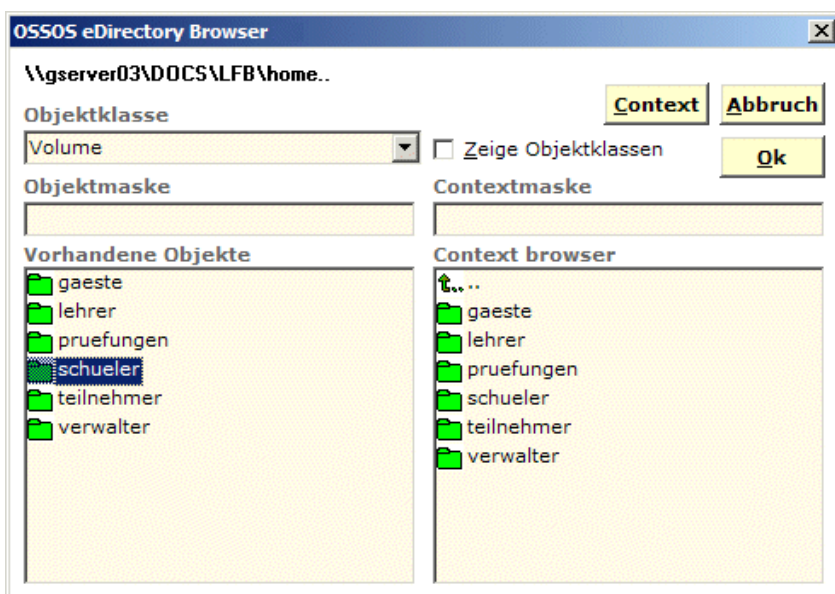 OSSOS eDirectory Browser
\\gserver03\DOCS\LFB\home..
Context
Abbruch
Objektklasse
Volume
Zeige Objektklassen
Ok
Objektmaske
Contextmaske
Vorhandene Objekte
gaeste
lehrer
pruefungen
schueler
teilnehmer
verwalter
Context browser
..
gaeste
lehrer
pruefungen
schueler
teilnehmer
verwalter